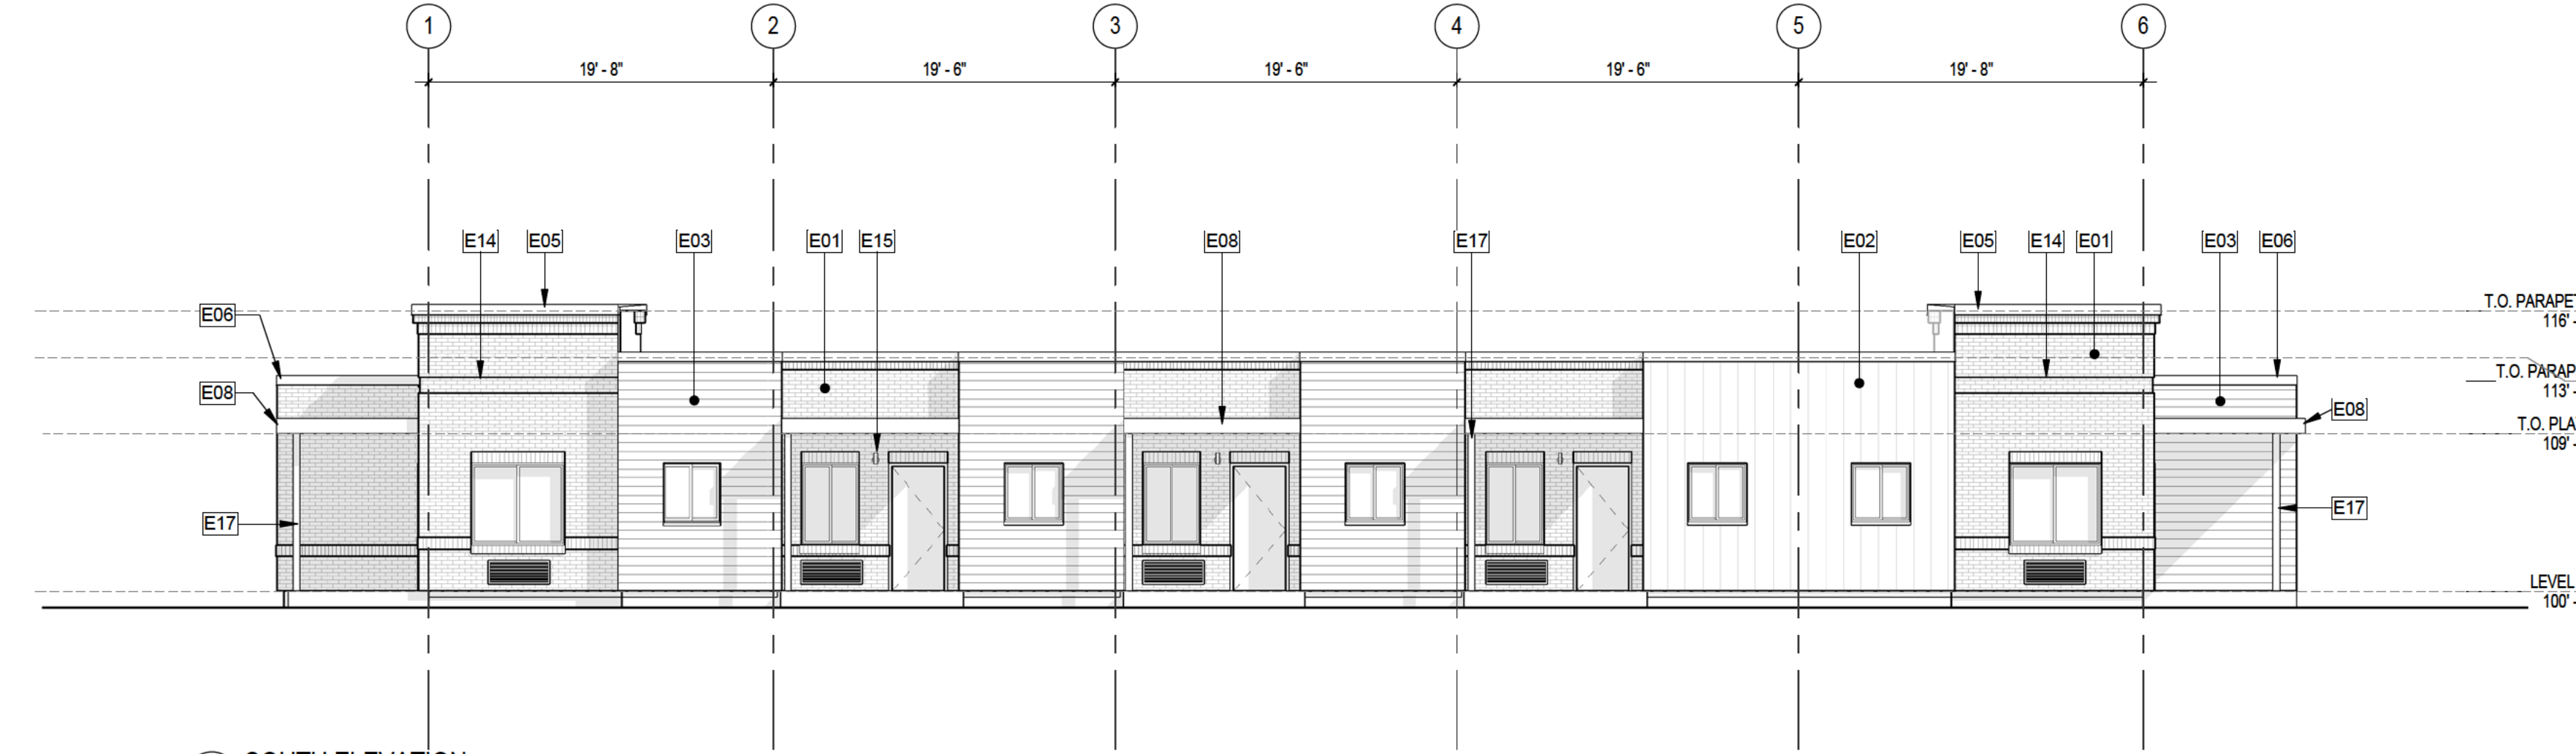 1 2 3 4 5 6
19' - 8" 19' - 6" 19' - 6" 19' - 6" 19' - 8"
E14 E05 E03 E01 E15 E08 E17 E02 E05 E14 E01 E03 E06
E06
E08
E17
E08
E17
T.O. PARAPET
116' -
T.O. PARAP
113' -
T.O. PLA
109' -
LEVEL
100' -
SOUTH ELEVATION